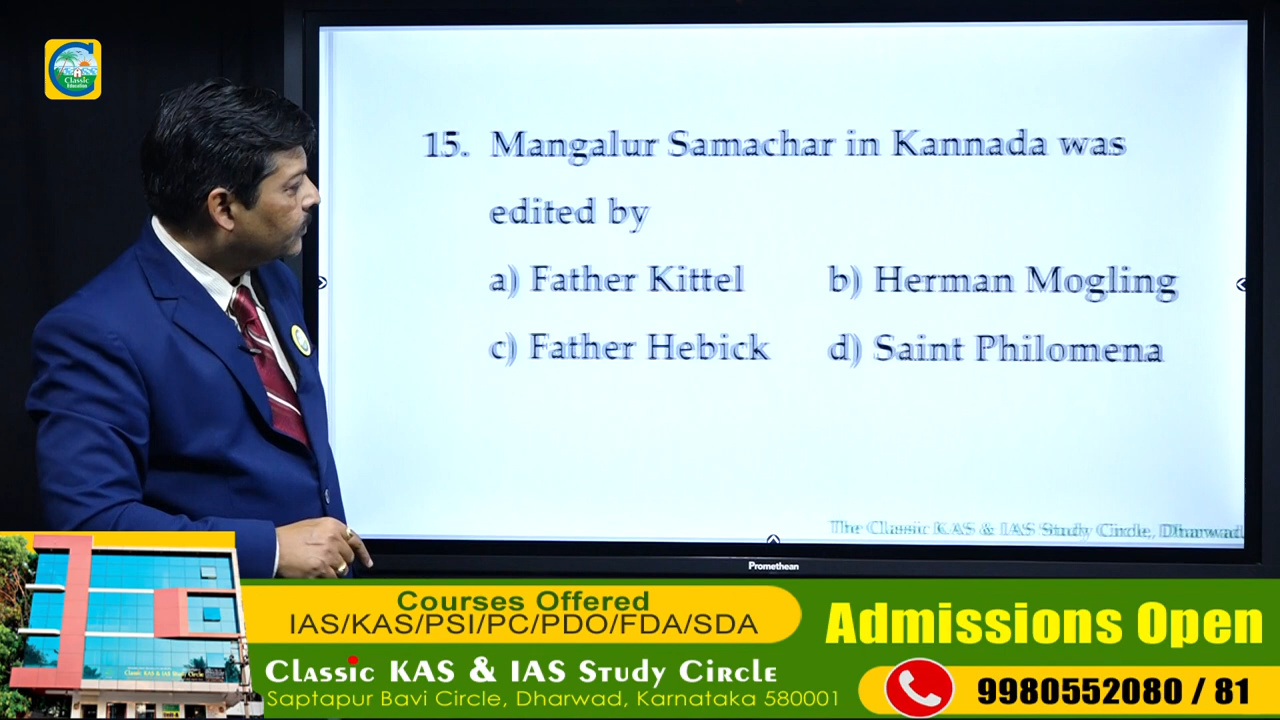 Classic
Education
15. Mangalur Samachar in Kannada was
edited by
a) Father Kittel b) Herman Mogling
c) Father Hebick d) Saint Philomena
The Classic KAS & IAS Study Circle, Dharwad
Promethean
Courses Offered
IAS/KAS/PSI/PC/PDO/FDA/SDA
Admissions Open
Classic KAS & IAS Study Circle
Saptapur Bavi Circle, Dharwad, Karnataka 580001
9980552080 / 81